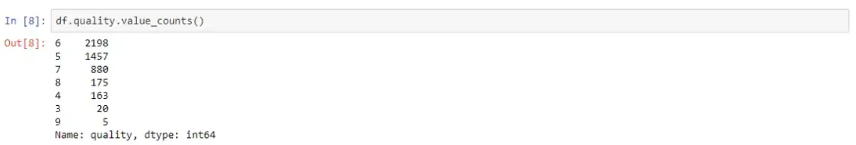 In [8]: df.quality.value_counts()
Out[8]: 6 2198
5 1457
7 880
8 175
4 163
3 20
9 5
Name: quality, dtype: int64